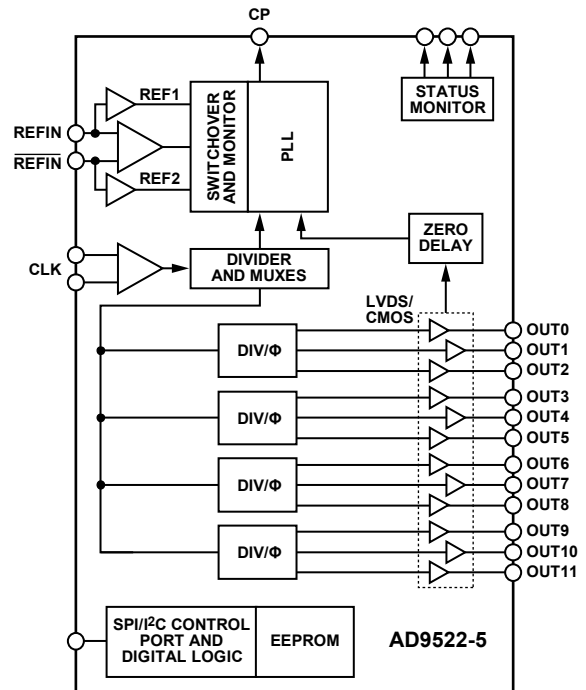 CP
STATUS
MONITOR
REF1
REFIN
REFIN
REF2
SWITCHOVER
AND MONITOR
PLL
ZERO
DELAY
CLK
DIVIDER
AND MUXES
LVDS/
CMOS
DIV/Φ
OUT0
OUT1
OUT2
DIV/Φ
OUT3
OUT4
OUT5
DIV/Φ
OUT6
OUT7
OUT8
DIV/Φ
OUT9
OUT10
OUT11
SPI/I²C CONTROL
PORT AND
DIGITAL LOGIC
EEPROM
AD9522-5